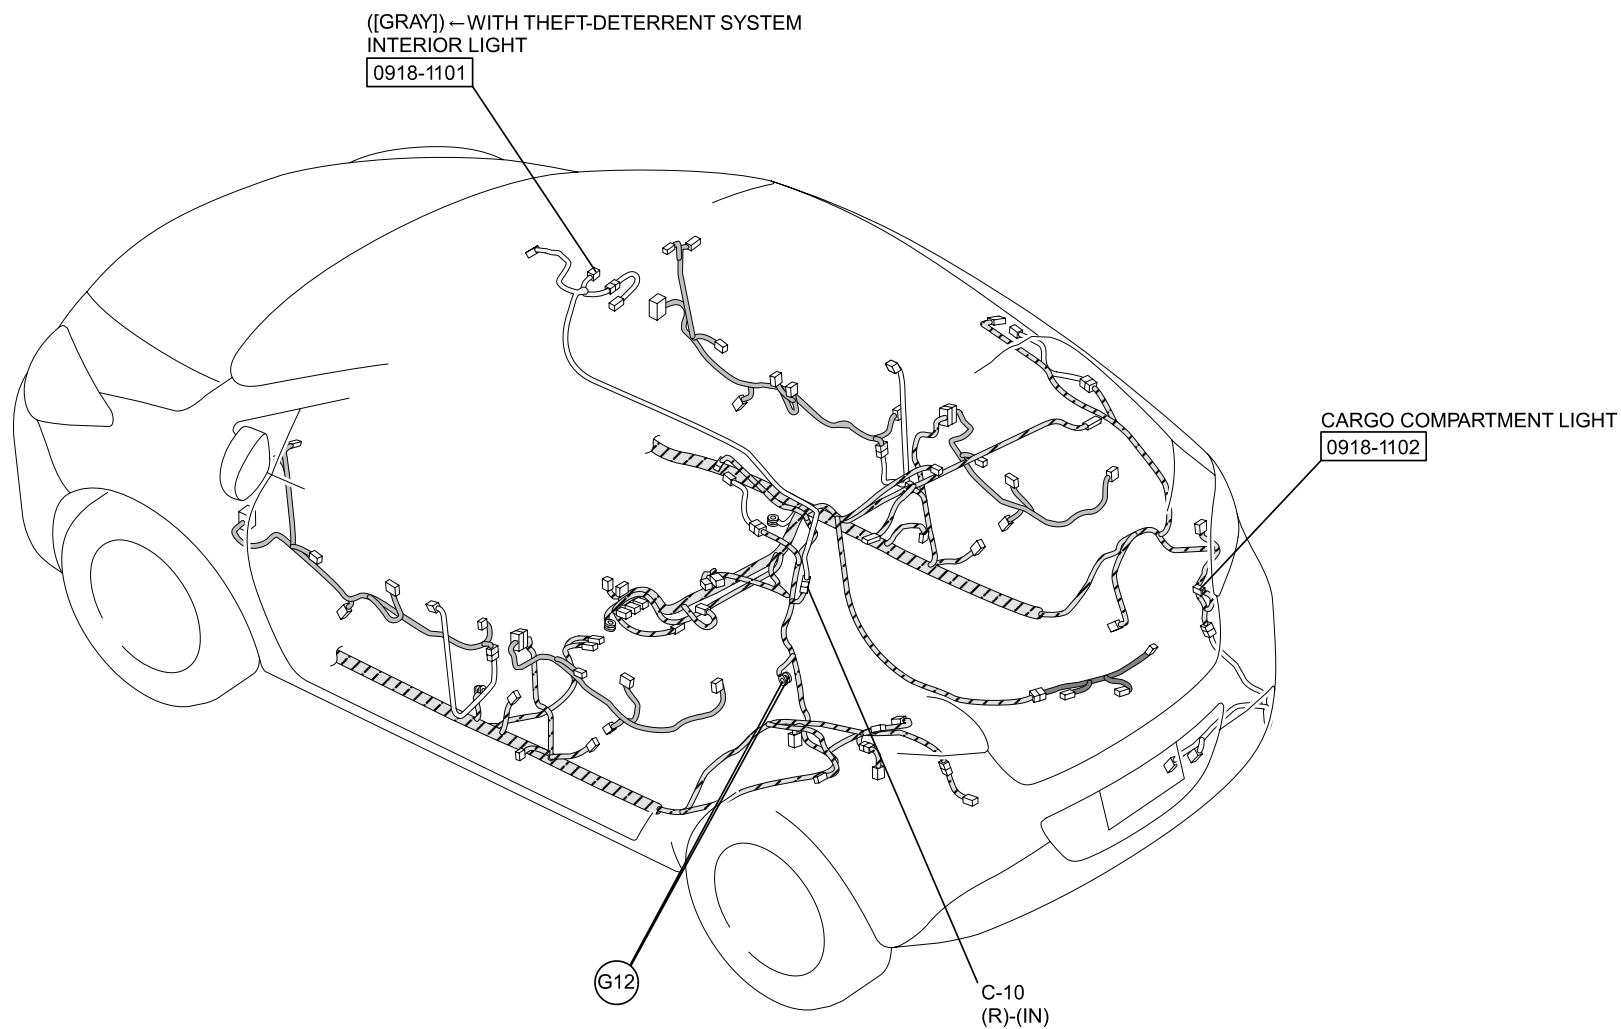 ([GRAY]) ←WITH THEFT-DETERRENT SYSTEM
INTERIOR LIGHT
0918-1101
CARGO COMPARTMENT LIGHT
0918-1102
G12
C-10
(R)-(IN)